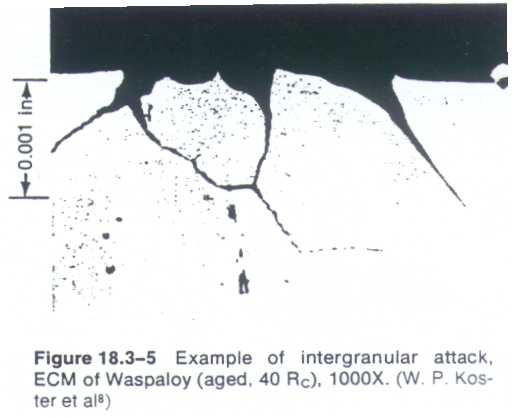 0.001 in
Figure 18.3–5 Example of intergranular attack,
ECM of Waspaloy (aged, 40 RC), 1000X. (W. P. Kos-
ter et al8)